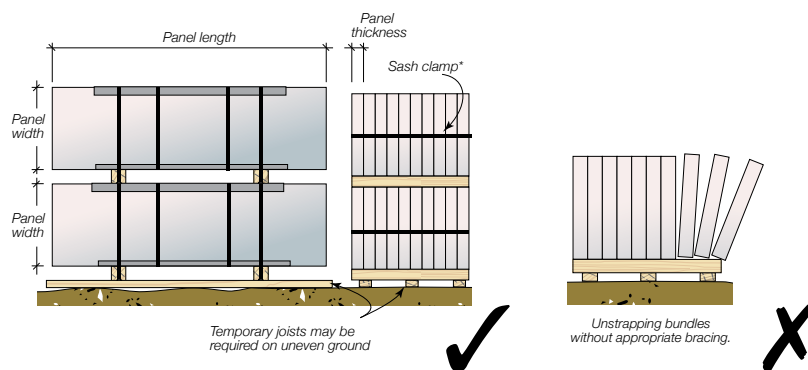 Panel length
Panel
thickness
Sash clamp*
Panel
width
Panel
width
Temporary joists may be
required on uneven ground
Unstrapping bundles
without appropriate bracing.